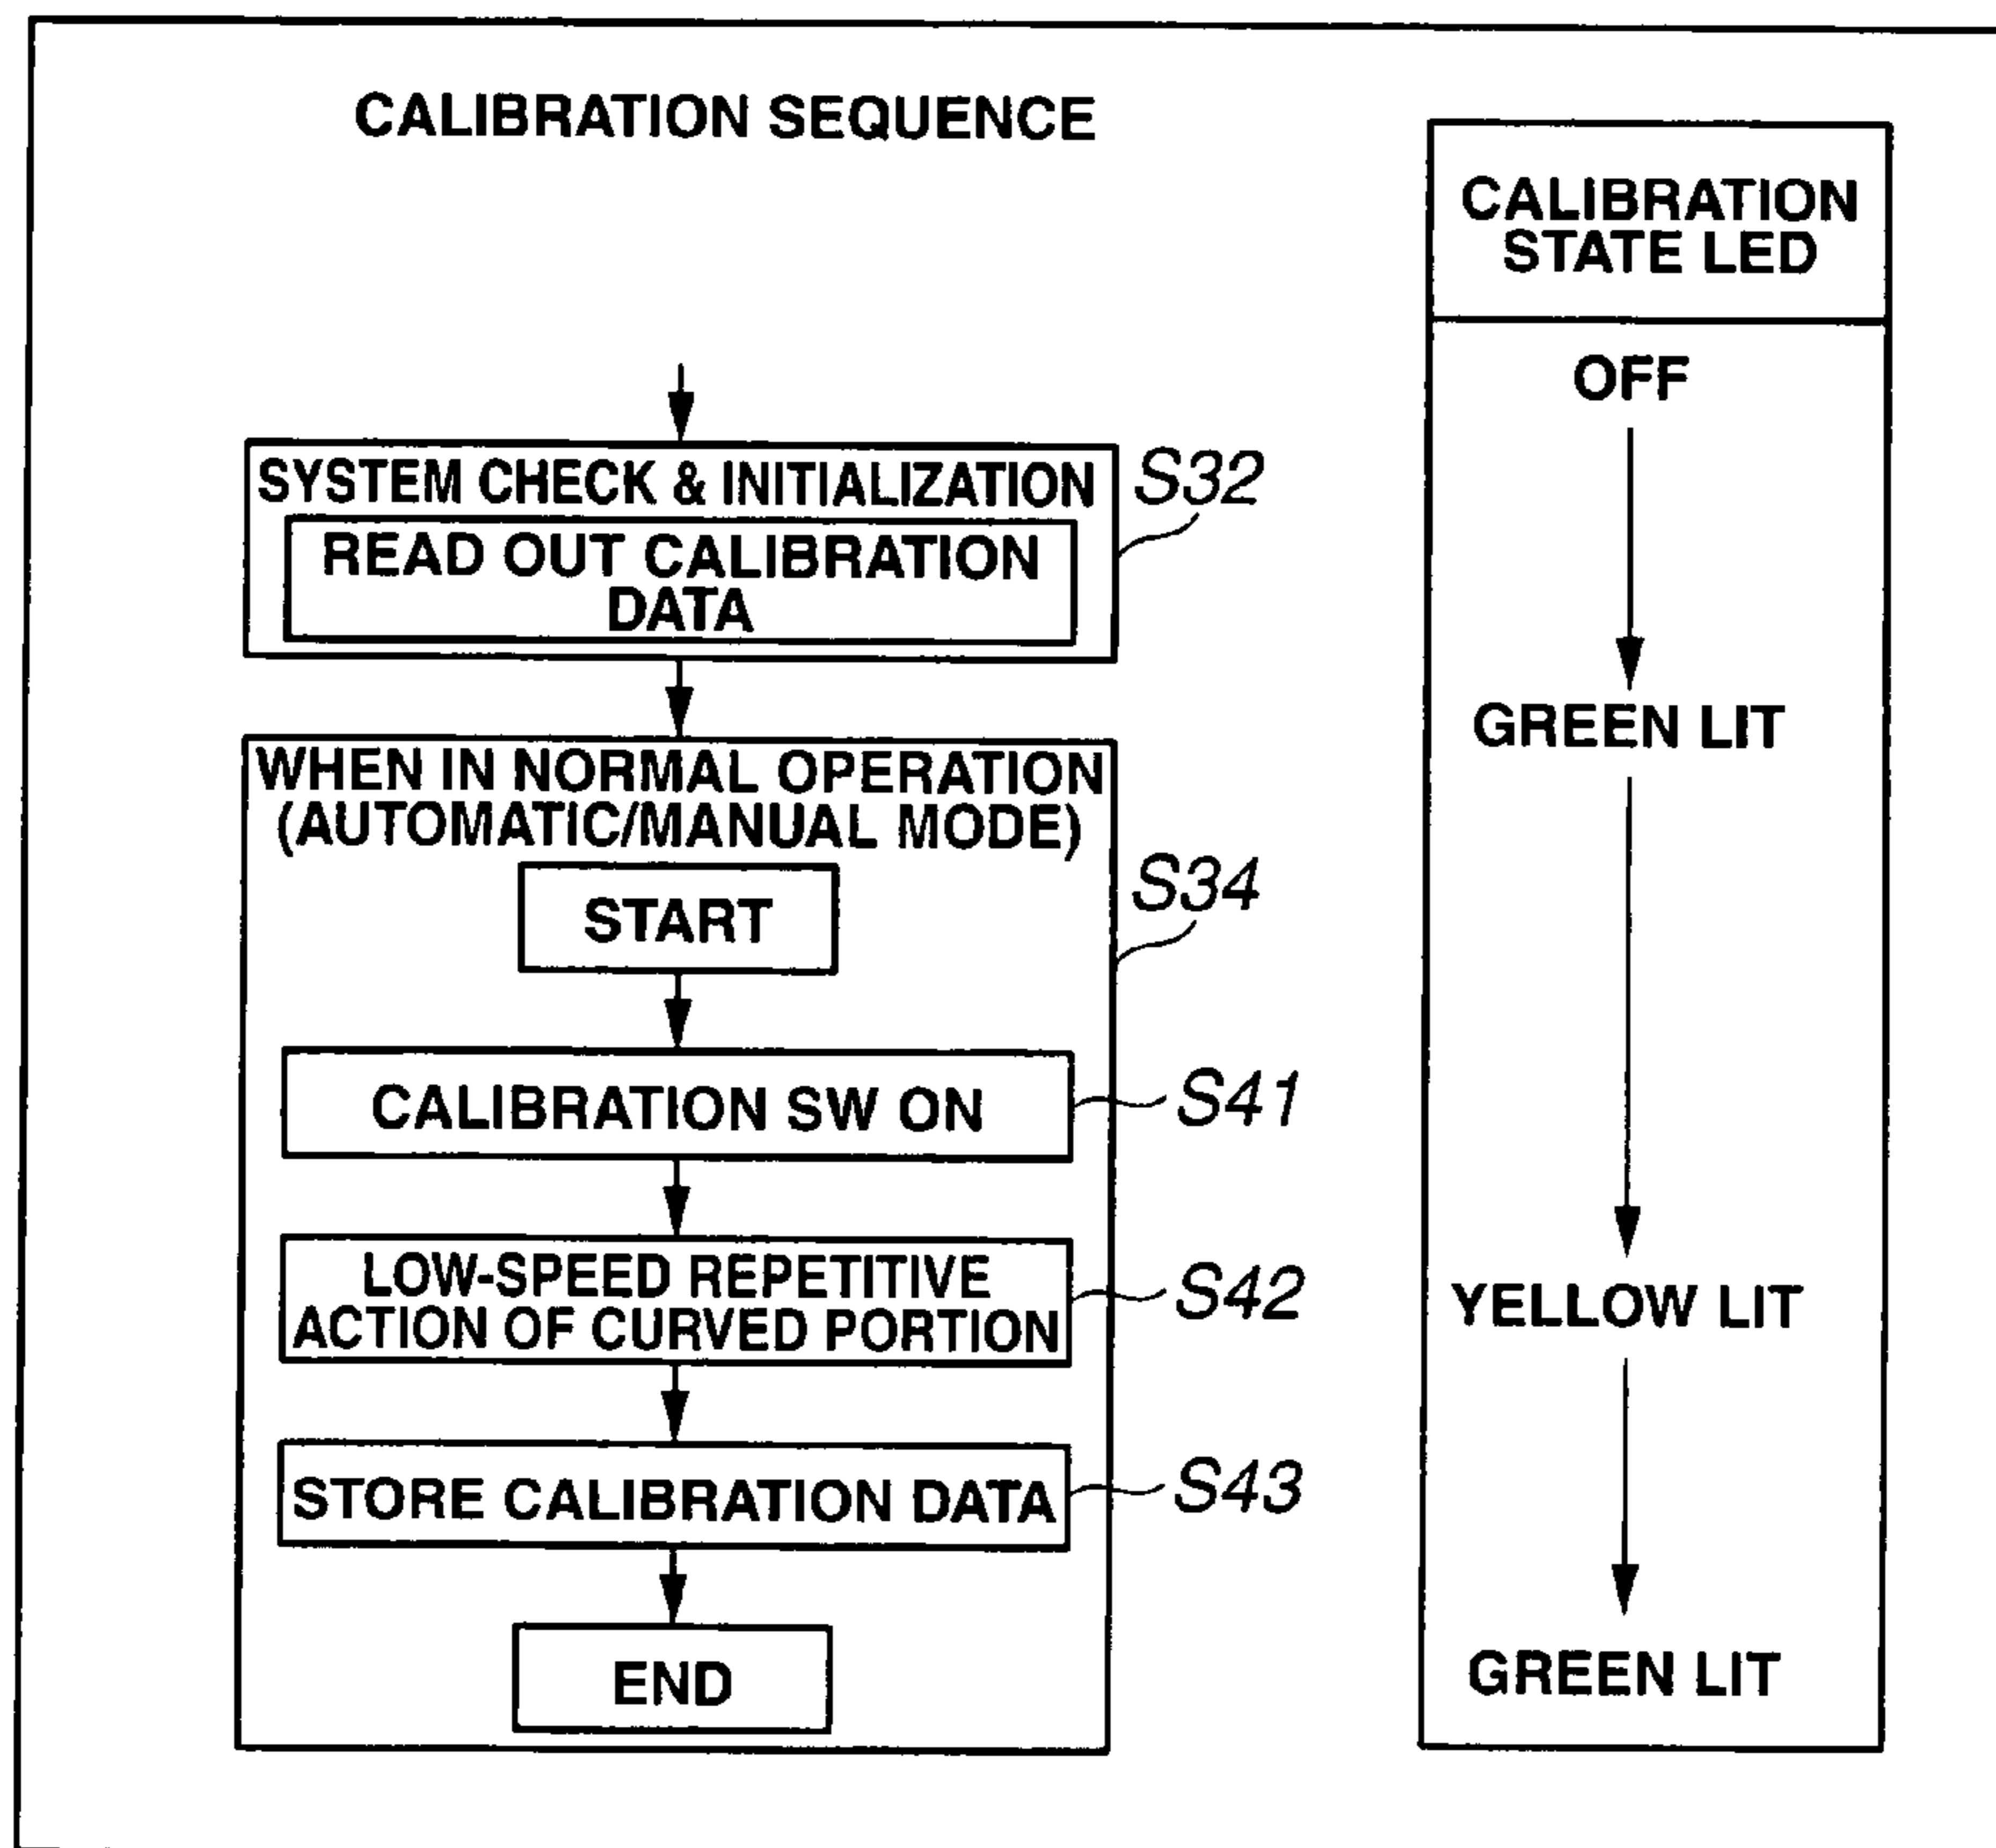 CALIBRATION SEQUENCE
CALIBRATION
STATE LED
OFF
SYSTEM CHECK & INITIALIZATION
S32
READ OUT CALIBRATION
DATA
GREEN LIT
WHEN IN NORMAL OPERATION
(AUTOMATIC/MANUAL MODE)
S34
START
CALIBRATION SW ON
S41
LOW-SPEED REPETITIVE
ACTION OF CURVED PORTION
S42
YELLOW LIT
STORE CALIBRATION DATA
S43
END
GREEN LIT